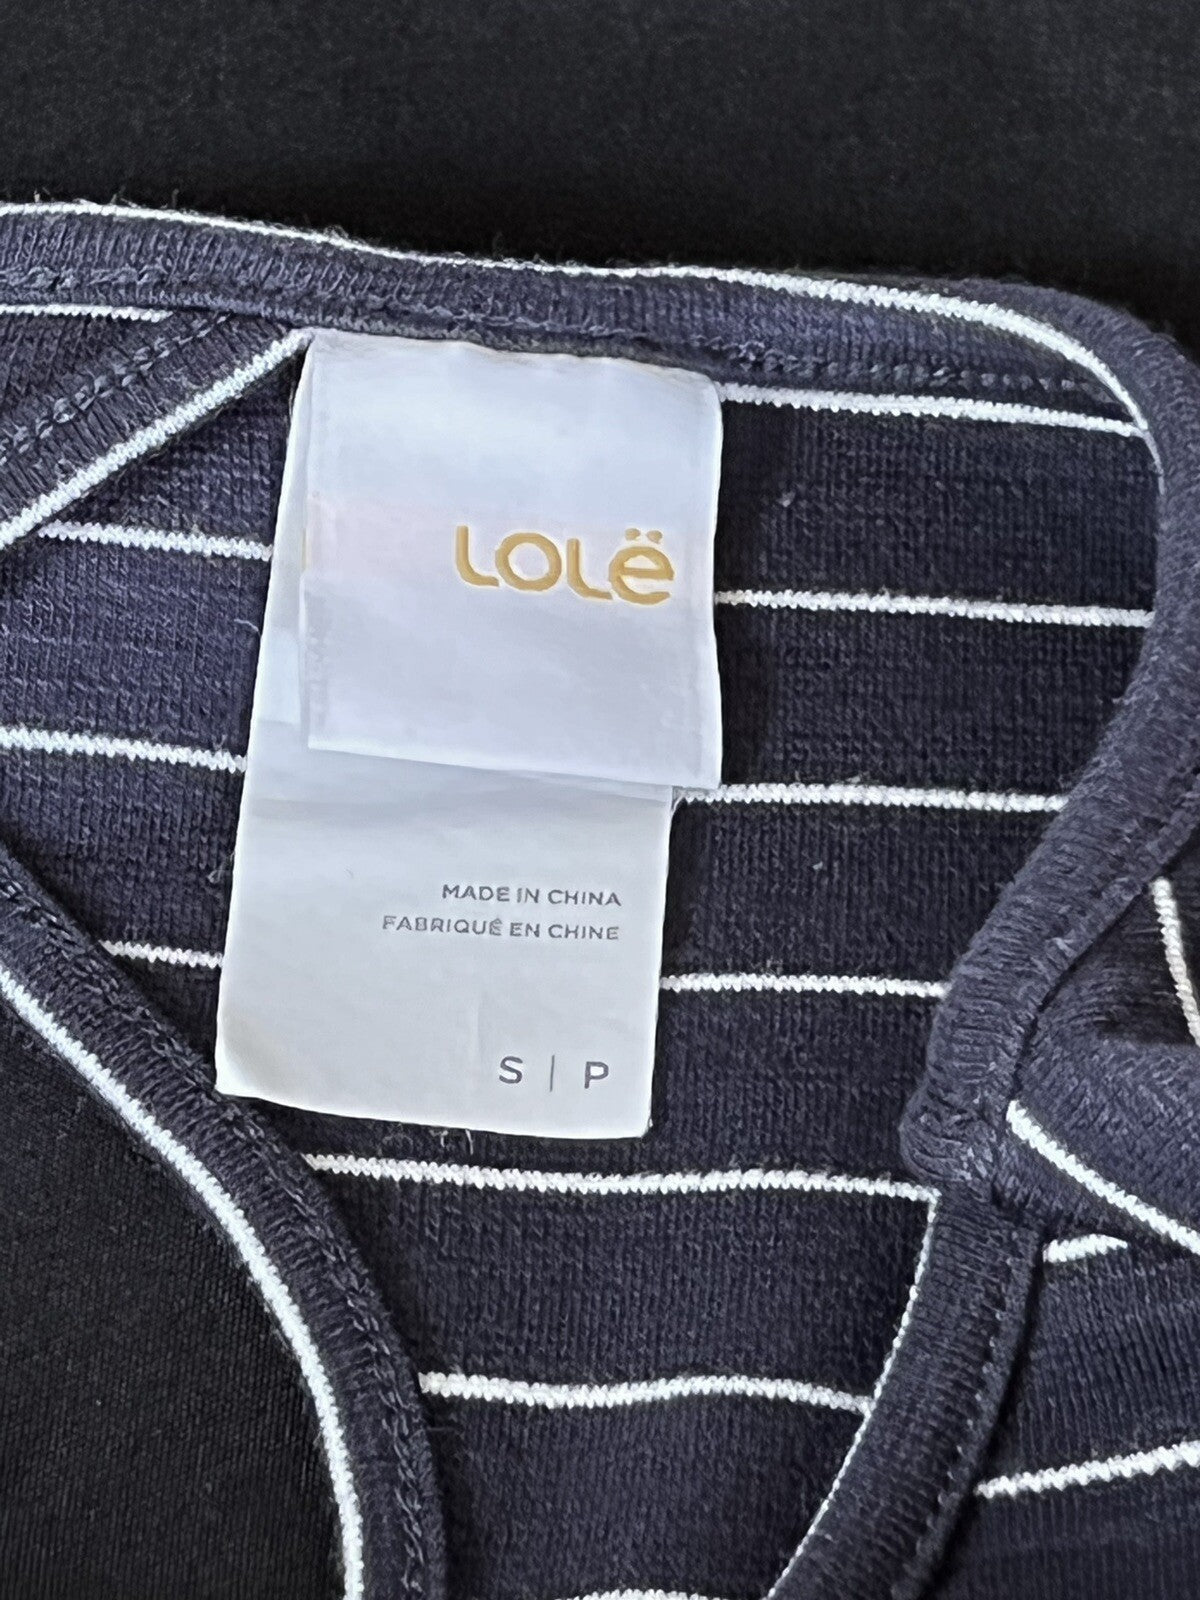 LOLË
MADE IN CHINA
FABRIQUÉ EN CHINE
S | P